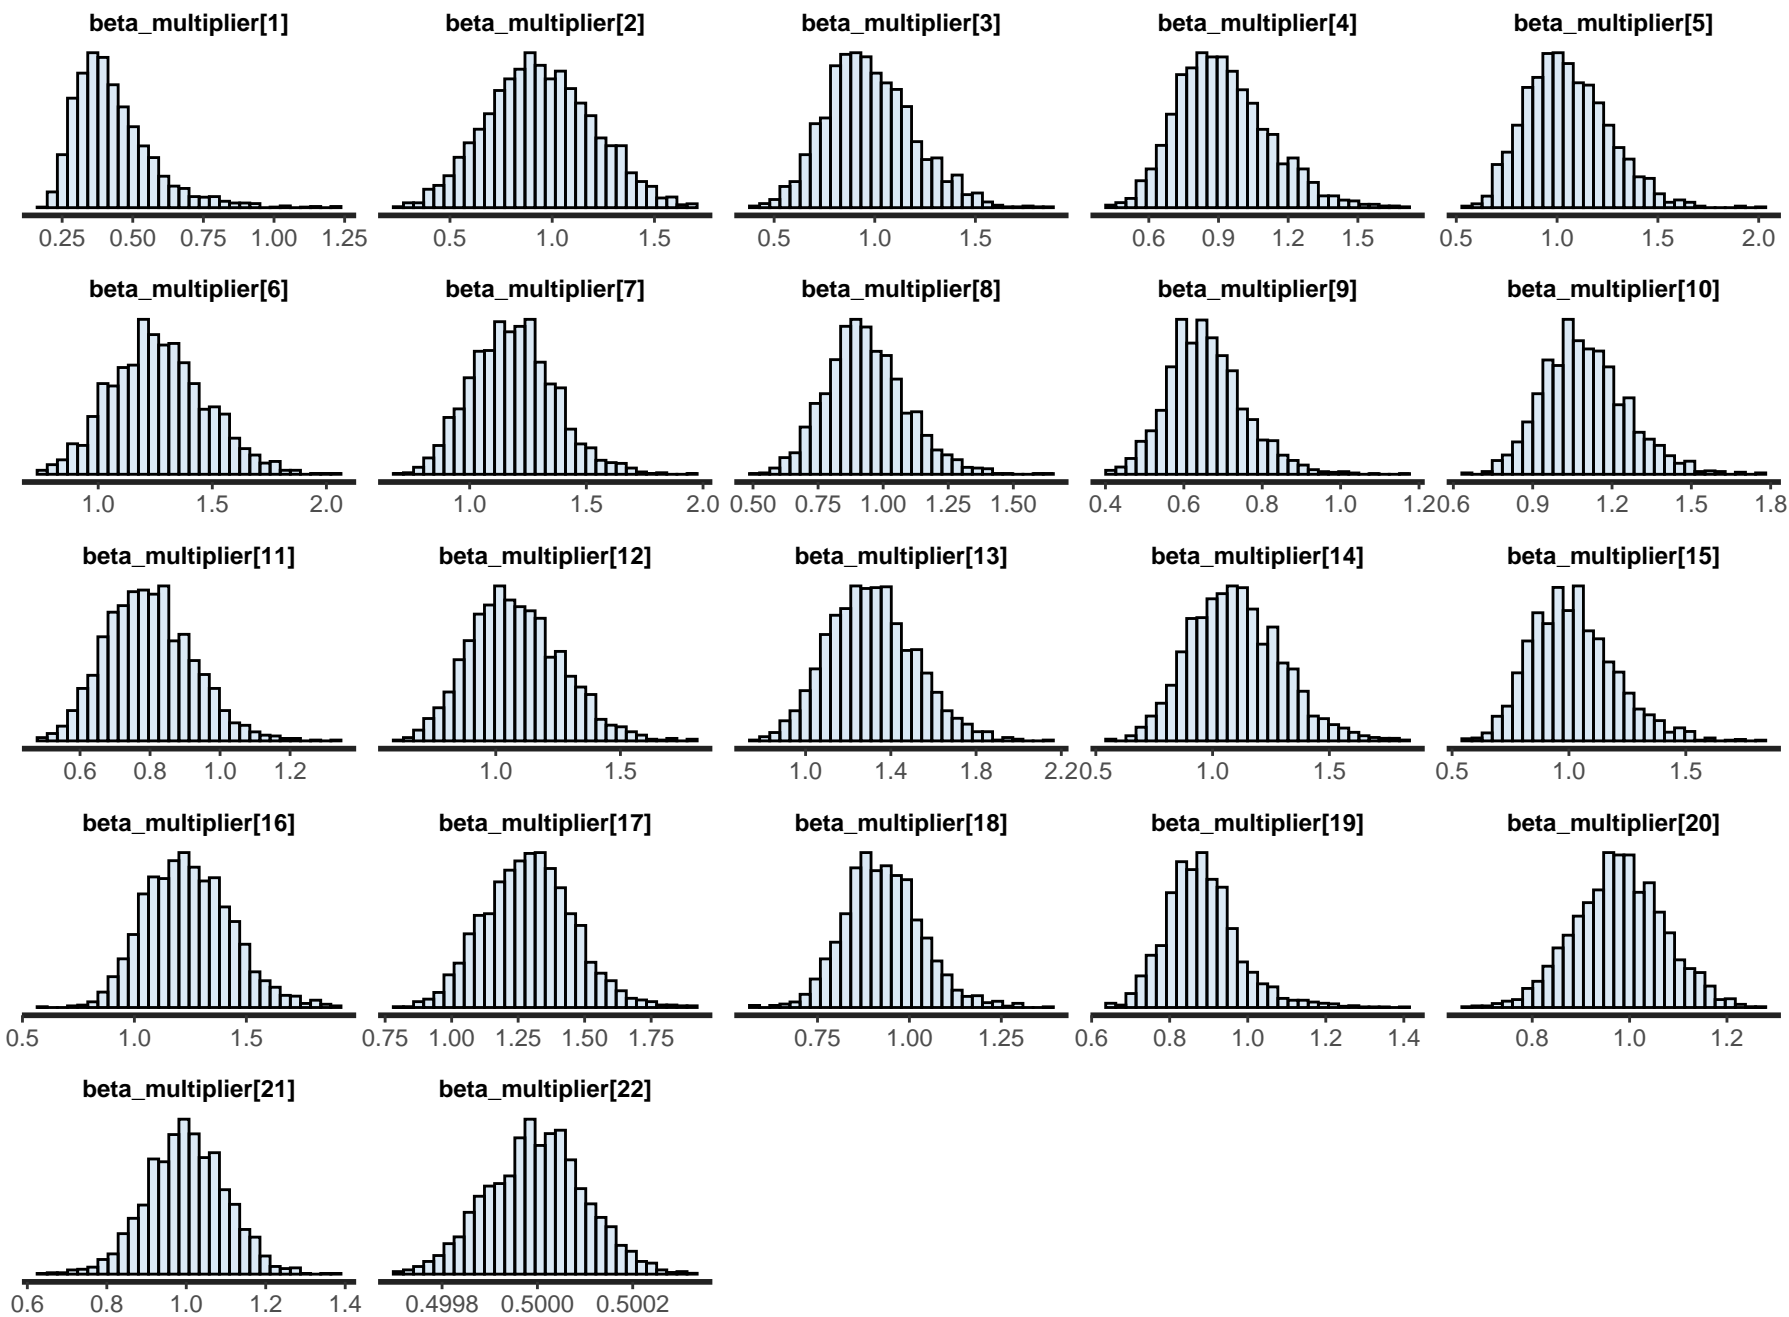 beta_multiplier[1] beta_multiplier[2] beta_multiplier[3] beta_multiplier[4] beta_multiplier[5]
0.25 0.50 0.75 1.00 1.25 0.5 1.0 1.5 0.5 1.0 1.5 0.6 0.9 1.2 1.5 0.5 1.0 1.5 2.0
beta_multiplier[6] beta_multiplier[7] beta_multiplier[8] beta_multiplier[9] beta_multiplier[10]
1.0 1.5 2.0 1.0 1.5 2.0 0.50 0.75 1.00 1.25 1.50 0.4 0.6 0.8 1.0 1.2 0.6 0.9 1.2 1.5 1.8
beta_multiplier[11] beta_multiplier[12] beta_multiplier[13] beta_multiplier[14] beta_multiplier[15]
0.6 0.8 1.0 1.2 1.0 1.5 1.0 1.4 1.8 2.2 0.5 1.0 1.5 0.5 1.0 1.5
beta_multiplier[16] beta_multiplier[17] beta_multiplier[18] beta_multiplier[19] beta_multiplier[20]
0.5 1.0 1.5 0.75 1.00 1.25 1.50 1.75 0.75 1.00 1.25 0.6 0.8 1.0 1.2 1.4 0.8 1.0 1.2
beta_multiplier[21] beta_multiplier[22]
0.6 0.8 1.0 1.2 1.4 0.4998 0.5000 0.5002